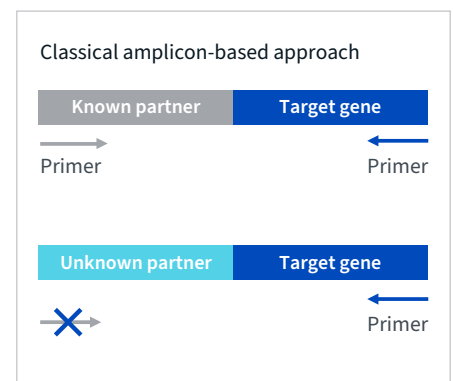 Classical amplicon-based approach
Known partner Target gene
Primer Primer
Unknown partner Target gene
Primer